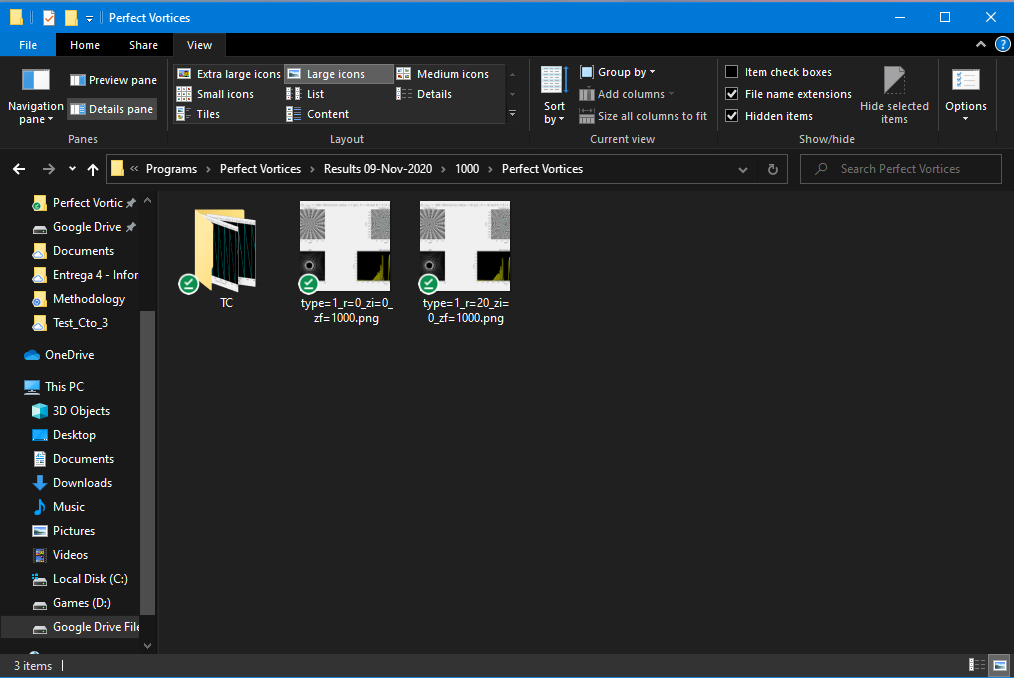 Perfect Vortices
File Home Share View
Navigation pane
Preview pane
Details pane
Panes
Extra large icons Large icons Medium icons
Small icons List Details
Tiles Content
Layout
Sort by
Group by
Add columns
Size all columns to fit
Current view
Item check boxes
File name extensions
Hidden items
Hide selected items
Show/hide
Options
« Programs > Perfect Vortices > Results 09-Nov-2020 > 1000 > Perfect Vortices
Search Perfect Vortices
Perfect Vortic
Google Drive
Documents
Entrega 4 - Infor
Methodology
Test_Cto_3
OneDrive
This PC
3D Objects
Desktop
Documents
Downloads
Music
Pictures
Videos
Local Disk (C:)
Games (D:)
Google Drive File
TC
type=1_r=0_zi=0_
zf=1000.png
type=1_r=20_zi=
0_zf=1000.png
3 items